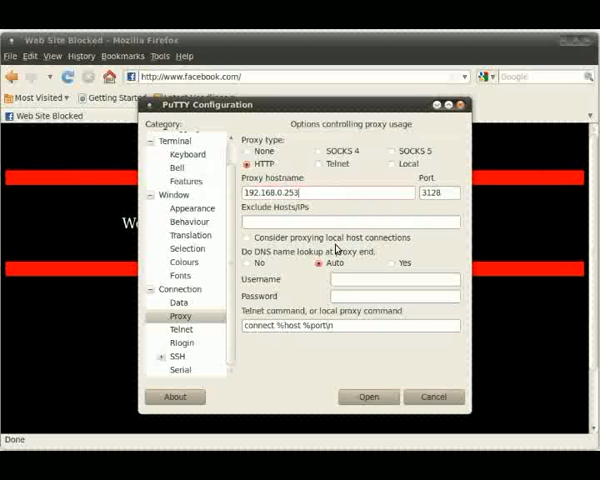 Web Site Blocked - Mozilla Firefox
File Edit View History Bookmarks Tools Help
http://www.facebook.com/
Google
Most Visited Getting Started
Web Site Blocked
PuTTY Configuration
Category:
Options controlling proxy usage
Terminal
Keyboard
Bell
Features
Window
Appearance
Behaviour
Translation
Selection
Colours
Fonts
Connection
Data
Proxy
Telnet
Rlogin
SSH
Serial
Proxy type:
None SOCKS 4 SOCKS 5
HTTP Telnet Local
Proxy hostname Port
192.168.0.253 3128
Exclude Hosts/IPs
Consider proxying local host connections
Do DNS name lookup at proxy end:
No Auto Yes
Username
Password
Telnet command, or local proxy command
connect %host %port\n
About Open Cancel
Done